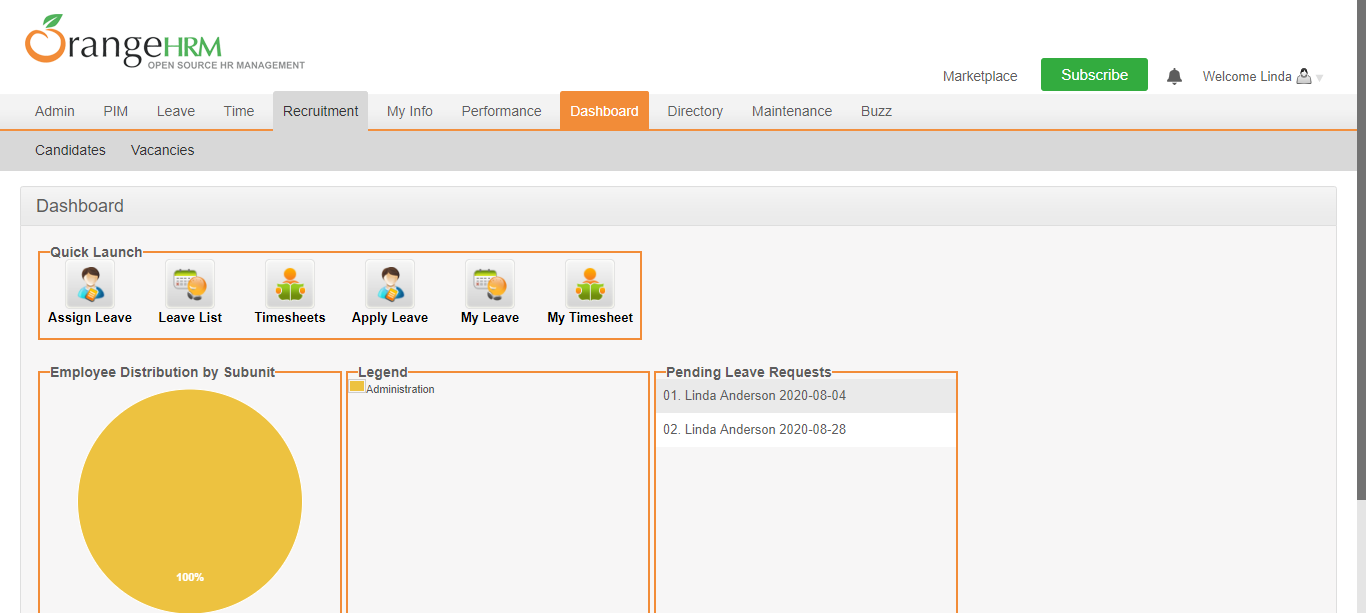 OrangeHRM
OPEN SOURCE HR MANAGEMENT
Marketplace Subscribe Welcome Linda
Admin PIM Leave Time Recruitment My Info Performance Dashboard Directory Maintenance Buzz
Candidates Vacancies
Dashboard
Quick Launch
Assign Leave Leave List Timesheets Apply Leave My Leave My Timesheet
Employee Distribution by Subunit Legend Pending Leave Requests
Administration
01. Linda Anderson 2020-08-04
02. Linda Anderson 2020-08-28
100%